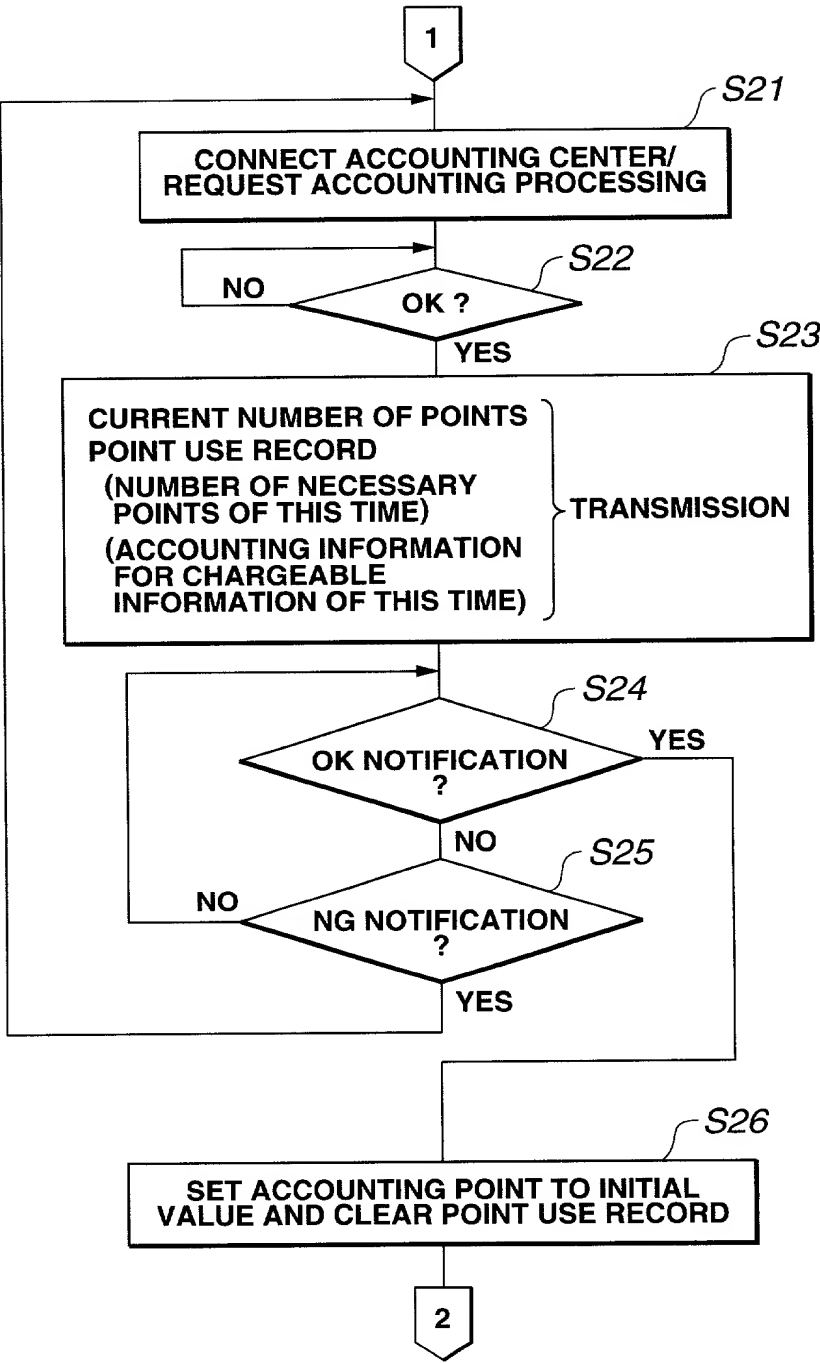 1
S21
CONNECT ACCOUNTING CENTER/
REQUEST ACCOUNTING PROCESSING
S22
NO
OK ?
YES
S23
CURRENT NUMBER OF POINTS
POINT USE RECORD
(NUMBER OF NECESSARY
POINTS OF THIS TIME)
(ACCOUNTING INFORMATION
FOR CHARGEABLE
INFORMATION OF THIS TIME)
TRANSMISSION
S24
OK NOTIFICATION
?
YES
NO
S25
NO
NG NOTIFICATION
?
YES
S26
SET ACCOUNTING POINT TO INITIAL
VALUE AND CLEAR POINT USE RECORD
2